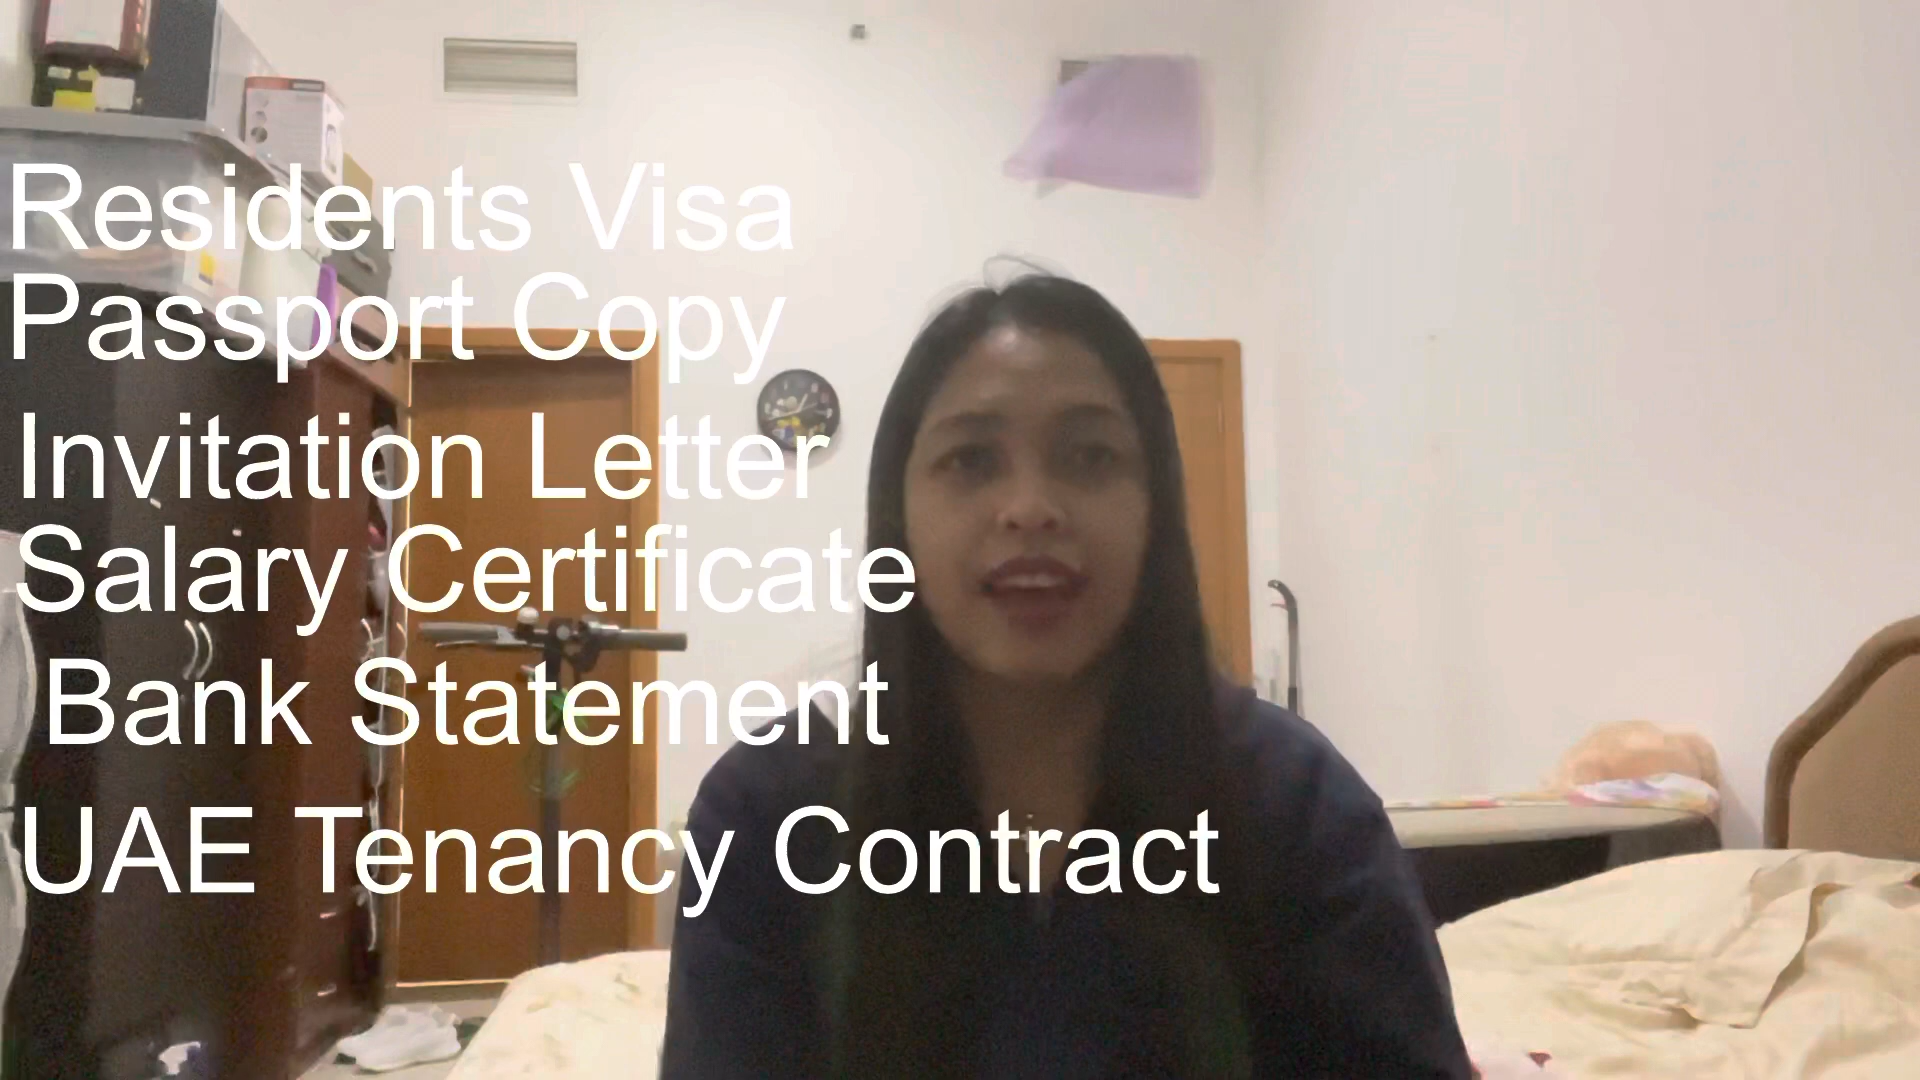 Residents Visa
Passport Copy
Invitation Letter
Salary Certificate
Bank Statement
UAE Tenancy Contract